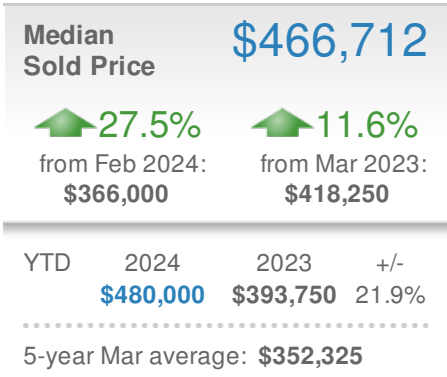 Median $466,712
Sold Price
27.5% 11.6%
from Feb 2024: from Mar 2023:
$366,000 $418,250
YTD 2024 2023 +/-
$480,000 $393,750 21.9%
5-year Mar average: $352,325